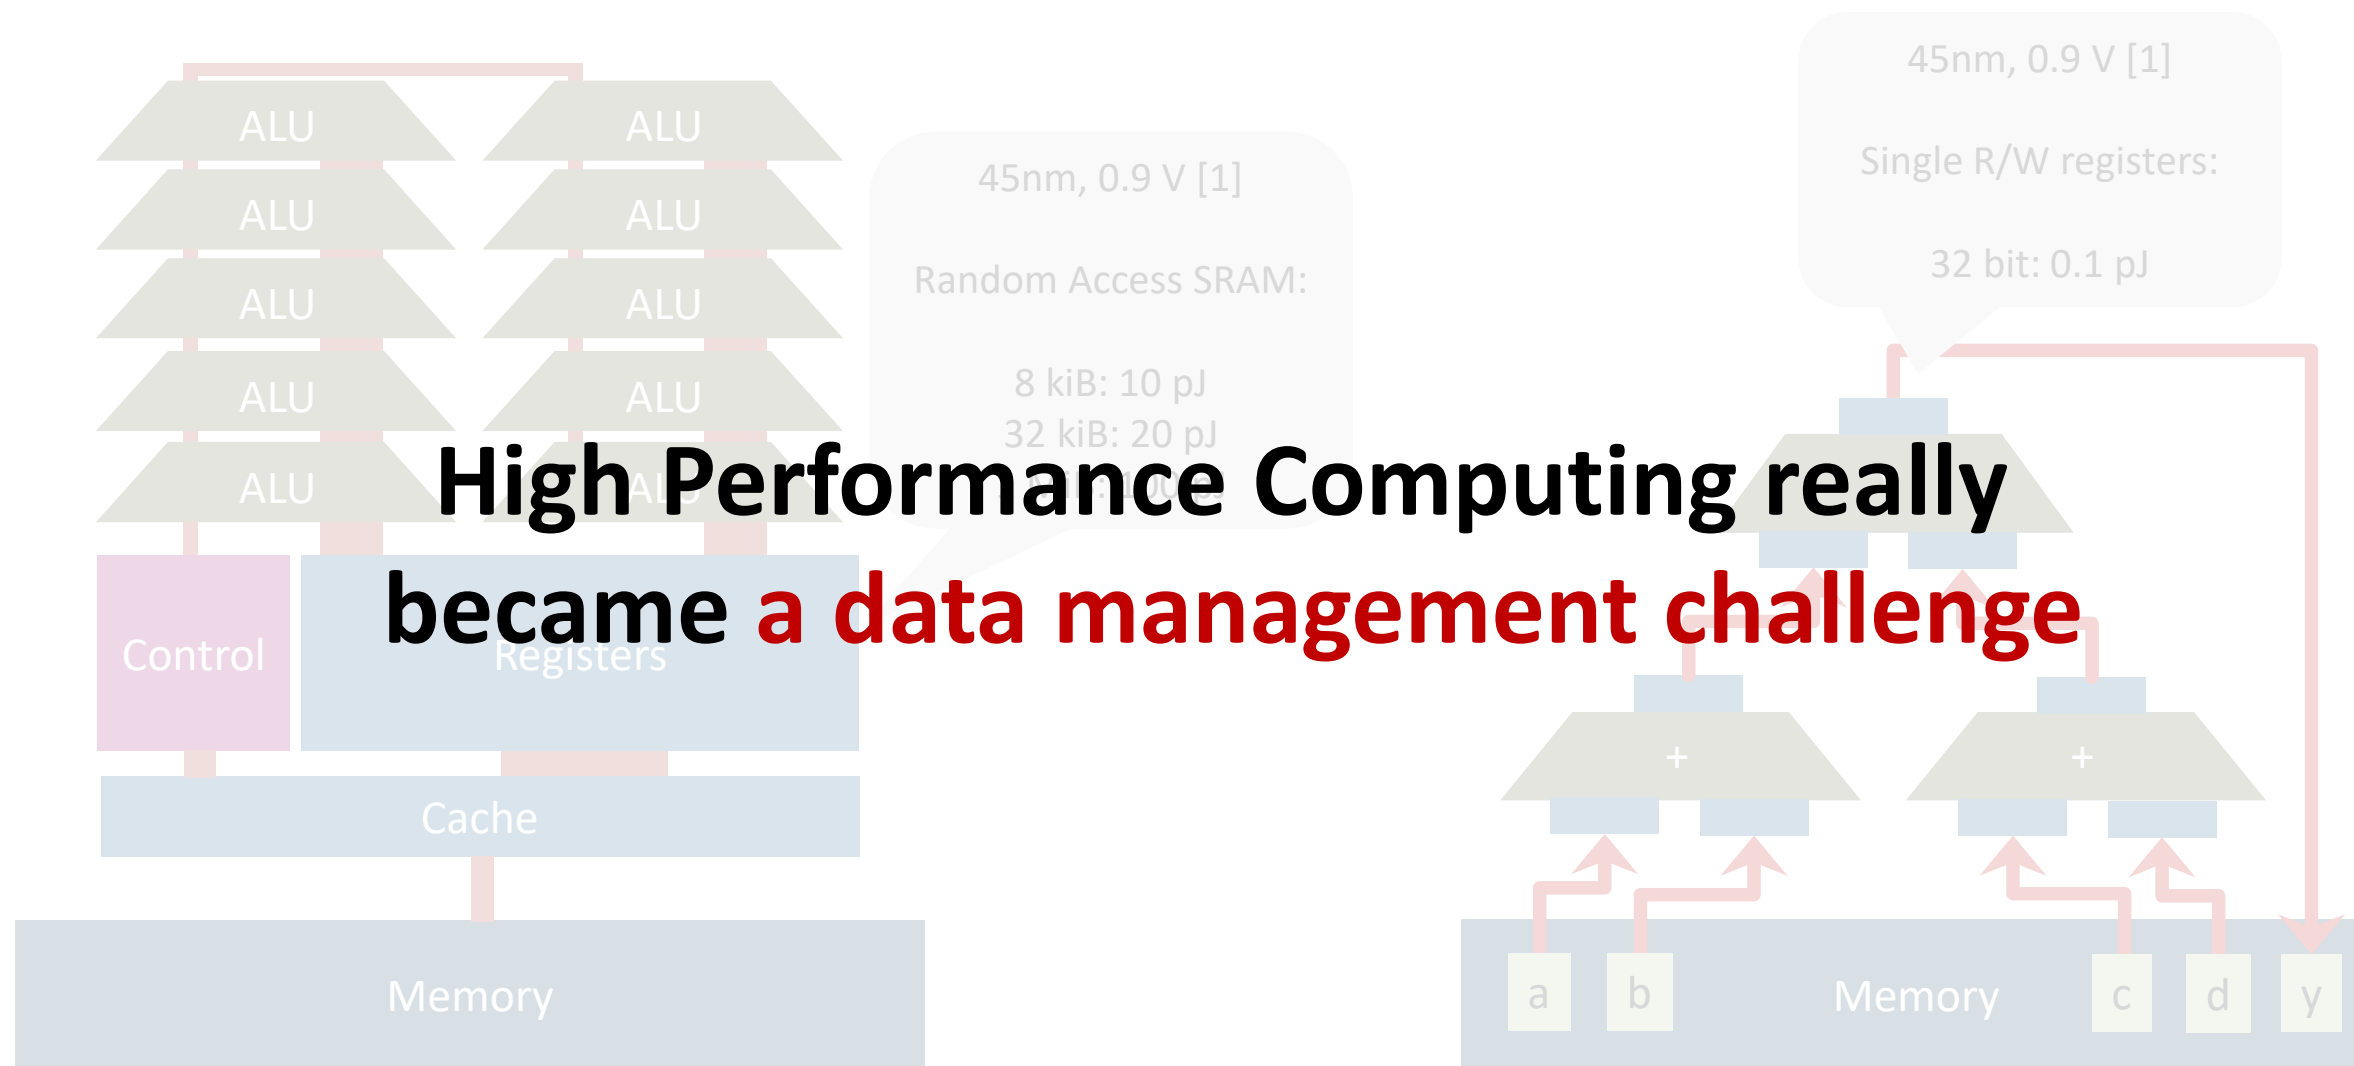 ALU
ALU
ALU
ALU
ALU
ALU
ALU
ALU
ALU
ALU
Control
Registers
Cache
Memory
45nm, 0.9 V [1]
Random Access SRAM:
8 kiB: 10 pJ
32 kiB: 20 pJ
45nm, 0.9 V [1]
Single R/W registers:
32 bit: 0.1 pJ
High Performance Computing really
became a data management challenge
+
+
a
b
Memory
c
d
y